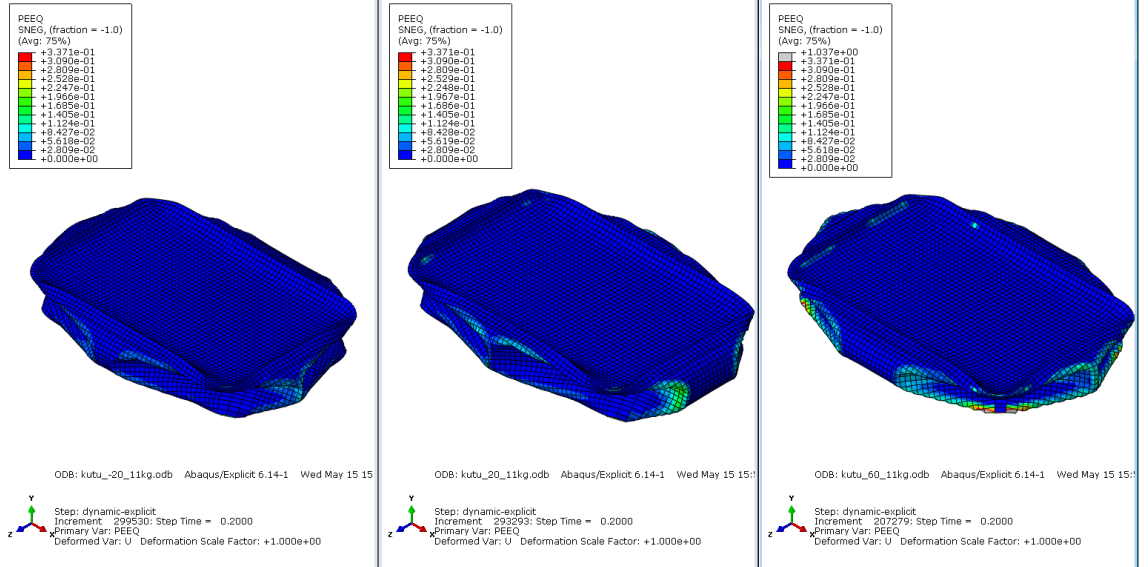 PEEQ
SNEG, (fraction = -1.0)
(Avg: 75%)
+3.371e-01
+3.090e-01
+2.809e-01
+2.528e-01
+2.247e-01
+1.966e-01
+1.685e-01
+1.405e-01
+1.124e-01
+8.427e-02
+5.618e-02
+2.809e-02
+0.000e+00
ODB: kutu_-20_11kg.odb Abaqus/Explicit 6.14-1 Wed May 15 15
Y
Z
X
Step: dynamic-explicit
Increment 299530: Step Time = 0.2000
Primary Var: PEEQ
Deformed Var: U Deformation Scale Factor: +1.000e+00
PEEQ
SNEG, (fraction = -1.0)
(Avg: 75%)
+3.371e-01
+3.090e-01
+2.809e-01
+2.528e-01
+2.248e-01
+1.967e-01
+1.686e-01
+1.405e-01
+1.124e-01
+8.428e-02
+5.619e-02
+2.809e-02
+0.000e+00
ODB: kutu_20_11kg.odb Abaqus/Explicit 6.14-1 Wed May 15 15:
Y
Z
X
Step: dynamic-explicit
Increment 293293: Step Time = 0.2000
Primary Var: PEEQ
Deformed Var: U Deformation Scale Factor: +1.000e+00
PEEQ
SNEG, (fraction = -1.0)
(Avg: 75%)
+1.037e+00
+3.371e-01
+3.090e-01
+2.809e-01
+2.528e-01
+2.247e-01
+1.966e-01
+1.685e-01
+1.405e-01
+1.124e-01
+8.427e-02
+5.618e-02
+2.809e-02
+0.000e+00
ODB: kutu_60_11kg.odb Abaqus/Explicit 6.14-1 Wed May 15 15:
Y
Z
X
Step: dynamic-explicit
Increment 207279: Step Time = 0.2000
Primary Var: PEEQ
Deformed Var: U Deformation Scale Factor: +1.000e+00